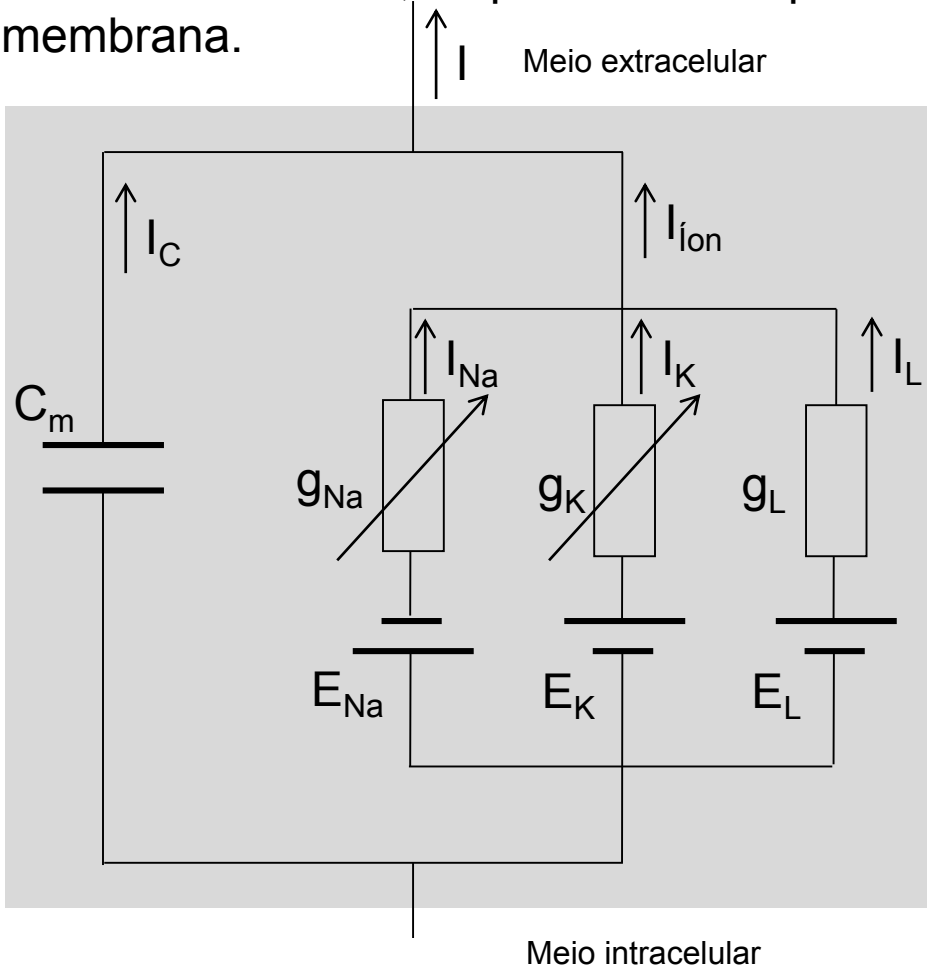 membrana.
I Meio extracelular
I_C I_Íon
I_Na I_K I_L
C_m
g_Na g_K g_L
E_Na E_K E_L
Meio intracelular